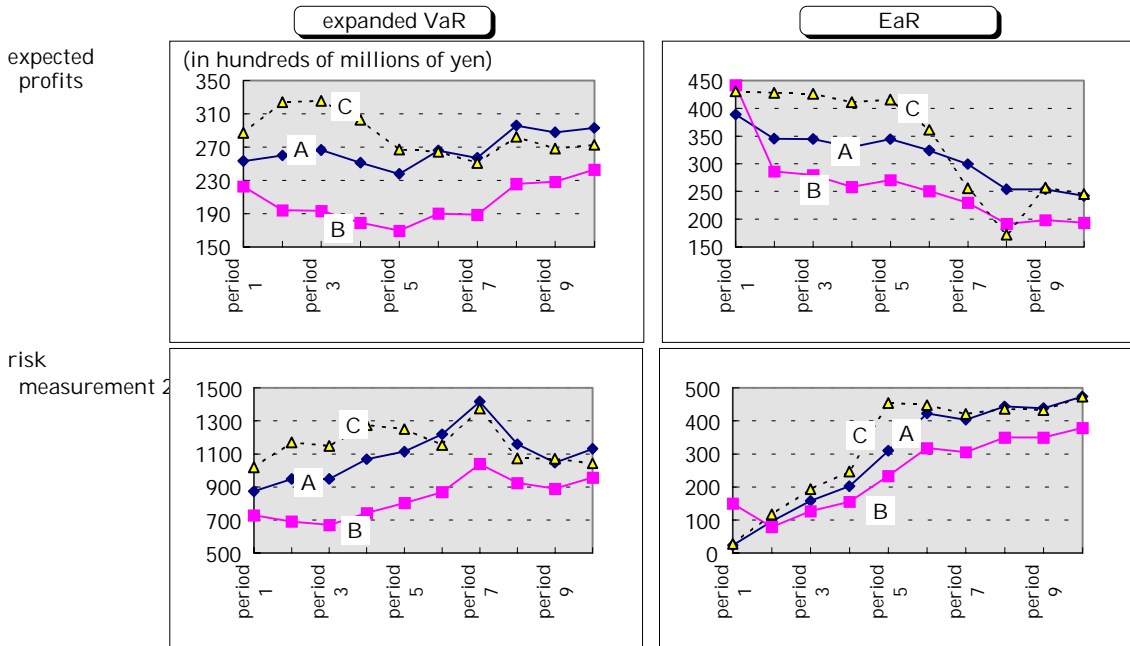 expanded VaR
EaR
expected
profits
(in hundreds of millions of yen)
350
310
270
230
190
150
C
A
B
period
1
period
3
period
5
period
7
period
9
450
400
350
300
250
200
150
C
A
B
period
1
period
3
period
5
period
7
period
9
risk
measurement 2
1500
1300
1100
900
700
500
C
A
B
period
1
period
3
period
5
period
7
period
9
500
400
300
200
100
0
C
A
B
period
1
period
3
period
5
period
7
period
9